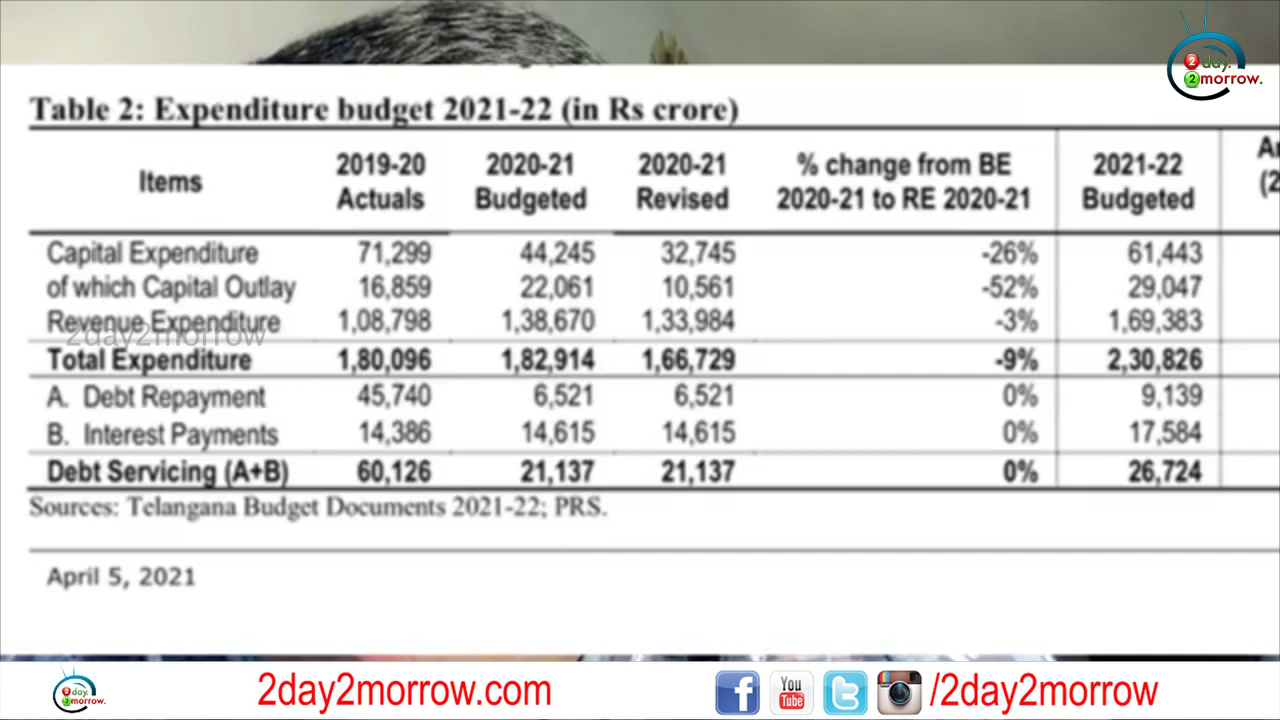 2day.
2morrow.
Table 2: Expenditure budget 2021-22 (in Rs crore)
Items 2019-20 Actuals 2020-21 Budgeted 2020-21 Revised % change from BE 2020-21 to RE 2020-21 2021-22 Budgeted
Capital Expenditure 71,299 44,245 32,745 -26% 61,443
of which Capital Outlay 16,859 22,061 10,561 -52% 29,047
Revenue Expenditure 1,08,798 1,38,670 1,33,984 -3% 1,69,383
2day2morrow
Total Expenditure 1,80,096 1,82,914 1,66,729 -9% 2,30,826
A. Debt Repayment 45,740 6,521 6,521 0% 9,139
B. Interest Payments 14,386 14,615 14,615 0% 17,584
Debt Servicing (A+B) 60,126 21,137 21,137 0% 26,724
Sources: Telangana Budget Documents 2021-22; PRS.
April 5, 2021
2day.
2morrow.
2day2morrow.com
You Tube
/2day2morrow